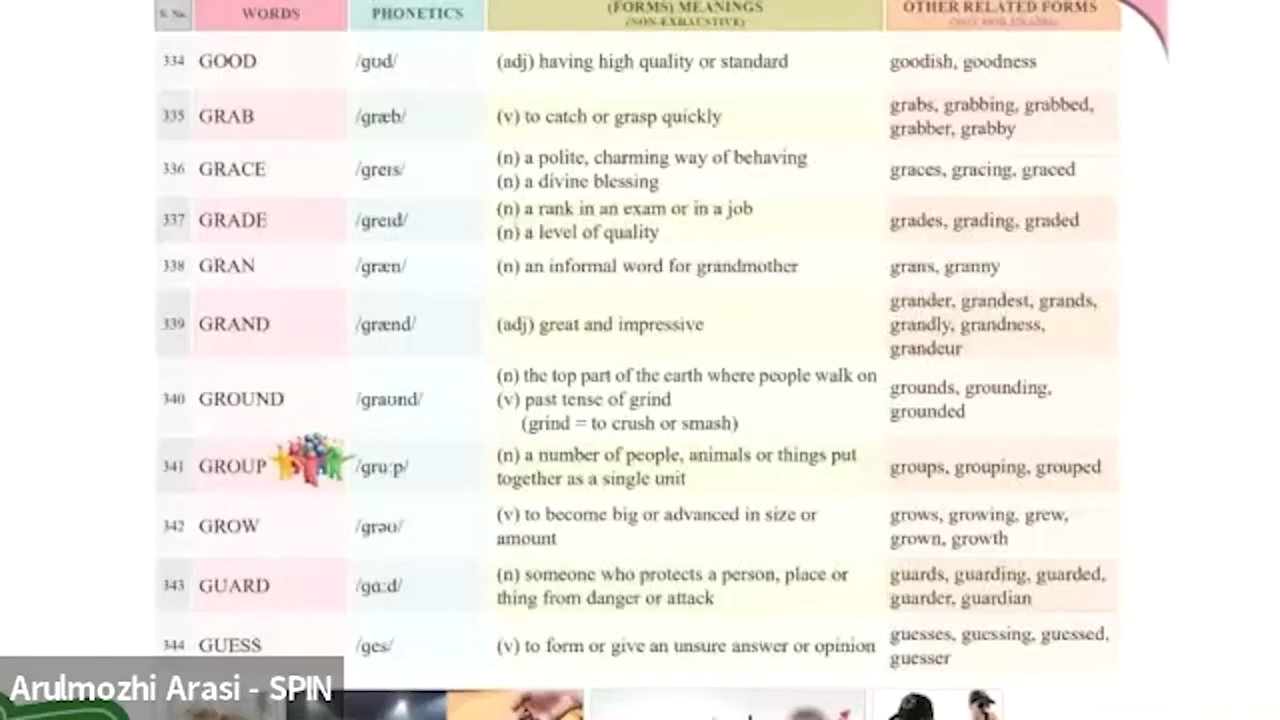 S. No. WORDS PHONETICS (FORMS) MEANINGS OTHER RELATED FORMS
(NON-EXHAUSTIVE)
334 GOOD /gʊd/ (adj) having high quality or standard goodish, goodness
335 GRAB /græb/ (v) to catch or grasp quickly grabs, grabbing, grabbed,
grabber, grabby
336 GRACE /greɪs/ (n) a polite, charming way of behaving graces, gracing, graced
(n) a divine blessing
337 GRADE /greɪd/ (n) a rank in an exam or in a job grades, grading, graded
(n) a level of quality
338 GRAN /græn/ (n) an informal word for grandmother grans, granny
339 GRAND /grænd/ (adj) great and impressive grander, grandest, grands,
grandly, grandness,
grandeur
340 GROUND /graʊnd/ (n) the top part of the earth where people walk on grounds, grounding,
(v) past tense of grind grounded
(grind = to crush or smash)
341 GROUP /gruːp/ (n) a number of people, animals or things put groups, grouping, grouped
together as a single unit
342 GROW /grəʊ/ (v) to become big or advanced in size or grows, growing, grew,
amount grown, growth
343 GUARD /gɑːd/ (n) someone who protects a person, place or guards, guarding, guarded,
thing from danger or attack guarder, guardian
344 GUESS /ges/ (v) to form or give an unsure answer or opinion guesses, guessing, guessed,
guesser
Arulmozhi Arasi - SPIN